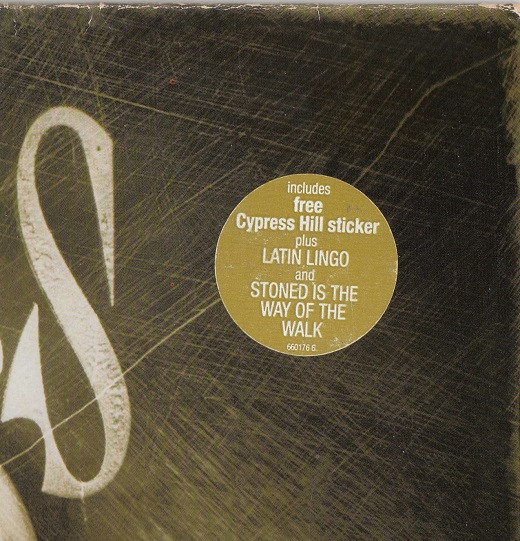 S
includes
free
Cypress Hill sticker
plus
LATIN LINGO
and
STONED IS THE
WAY OF THE
WALK
660176 6